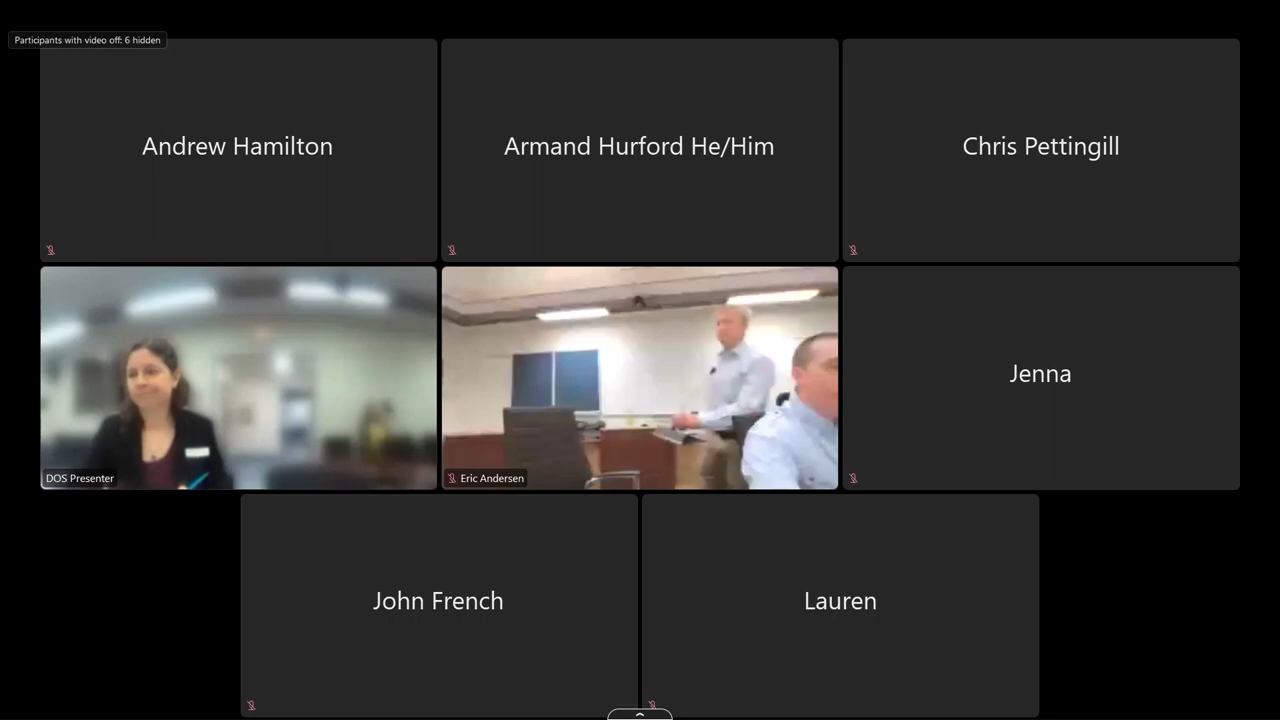 Participants with video off: 6 hidden
Andrew Hamilton
Armand Hurford He/Him
Chris Pettingill
DOS Presenter
Eric Andersen
Jenna
John French
Lauren